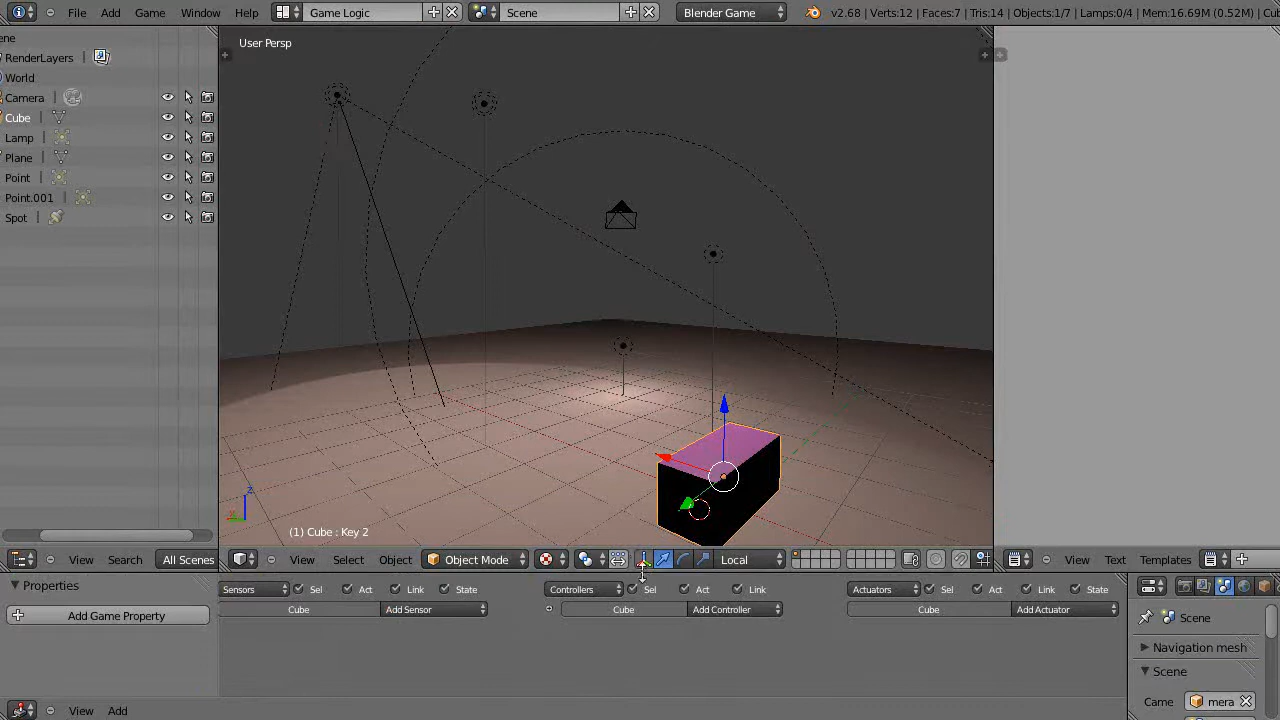 File Add Game Window Help Game Logic Scene Blender Game v2.68 | Verts:12 | Faces:7 | Tris:14 | Objects:1/7 | Lamps:0/4 | Mem:16.69M (0.52M) | Cu
ene
RenderLayers
World
Camera
Cube
Lamp
Plane
Point
Point.001
Spot
User Persp
z
(1) Cube : Key 2
View Search All Scenes
View Select Add Object Object Mode Local
View Text Templates
Properties
Add Game Property
Sensors Sel Act Link State
Cube Add Sensor
Controllers Sel Act Link
Cube Add Controller
Actuators Sel Act Link State
Cube Add Actuator
Scene
Navigation mesh
Scene
Came mera
View Add